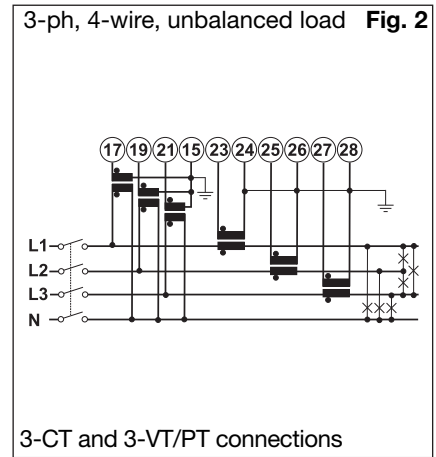 3-ph, 4-wire, unbalanced load Fig. 2
17 19 21 15 23 24 25 26 27 28
L1
L2
L3
N
3-CT and 3-VT/PT connections